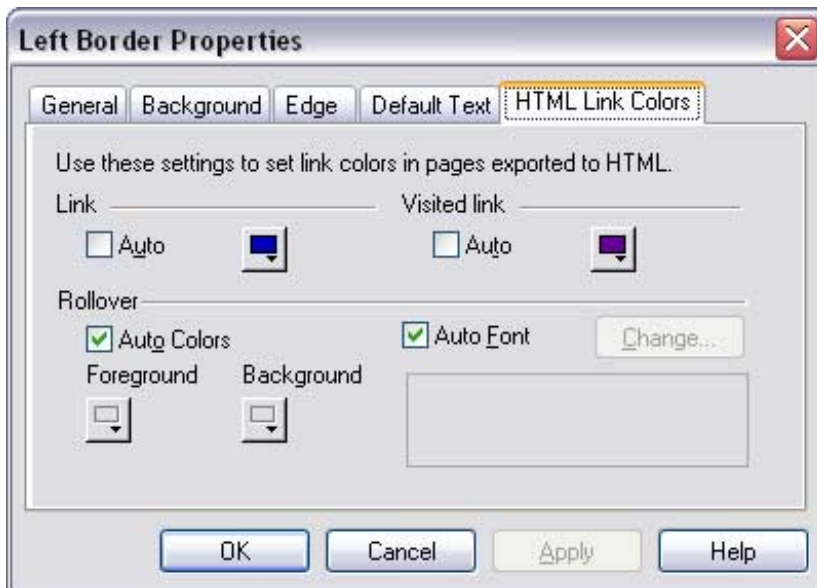 Left Border Properties
General Background Edge Default Text HTML Link Colors
Use these settings to set link colors in pages exported to HTML.
Link Visited link
Auto Auto
Rollover
Auto Colors Auto Font Change...
Foreground Background
OK Cancel Apply Help